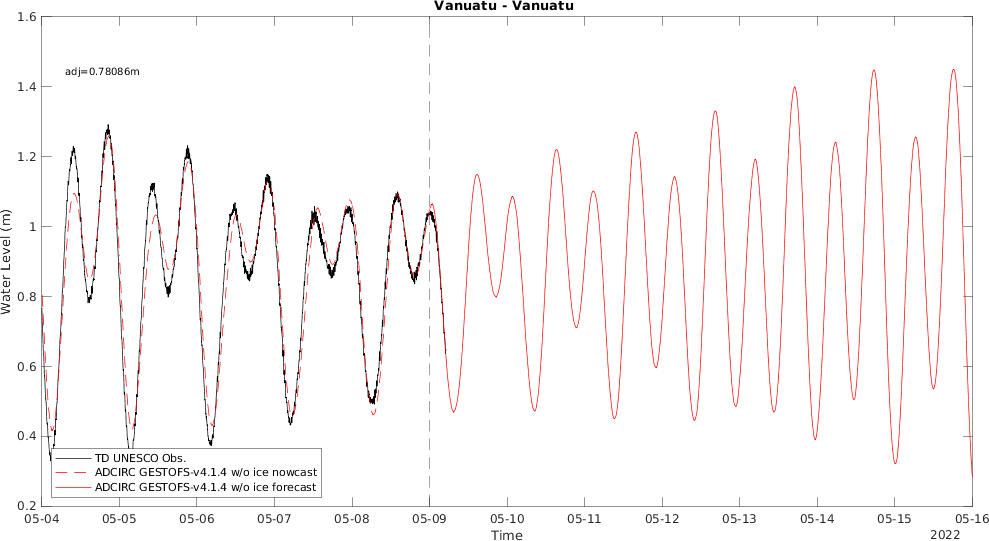 Vanuatu - Vanuatu
1.6
1.4
1.2
1
0.8
0.6
0.4
0.2
Water Level (m)
adj=0.78086m
TD UNESCO Obs.
ADCIRC GESTOFS-v4.1.4 w/o ice nowcast
ADCIRC GESTOFS-v4.1.4 w/o ice forecast
05-04 05-05 05-06 05-07 05-08 05-09 05-10 05-11 05-12 05-13 05-14 05-15 05-16
Time
2022